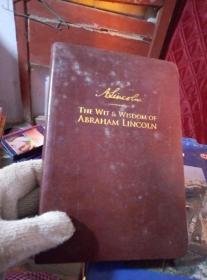 A. Lincoln
THE WIT & WISDOM OF
ABRAHAM LINCOLN